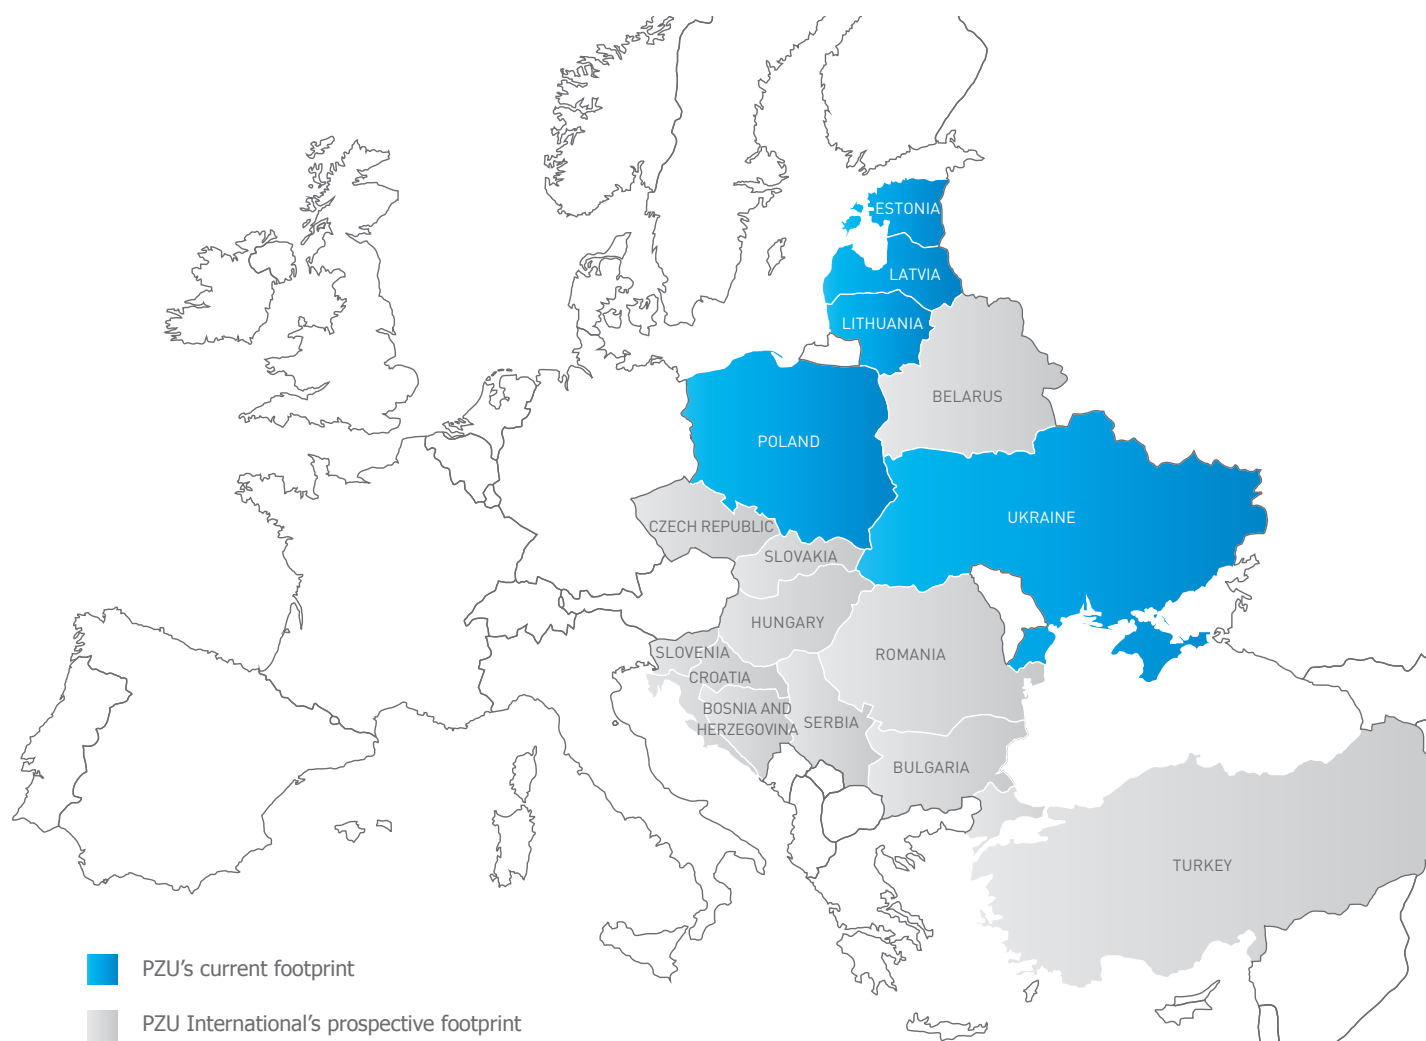 ESTONIA
LATVIA
LITHUANIA
BELARUS
POLAND
UKRAINE
CZECH REPUBLIC
SLOVAKIA
HUNGARY
SLOVENIA
ROMANIA
CROATIA
BOSNIA AND
HERZEGOVINA
SERBIA
BULGARIA
TURKEY
PZU's current footprint
PZU International's prospective footprint